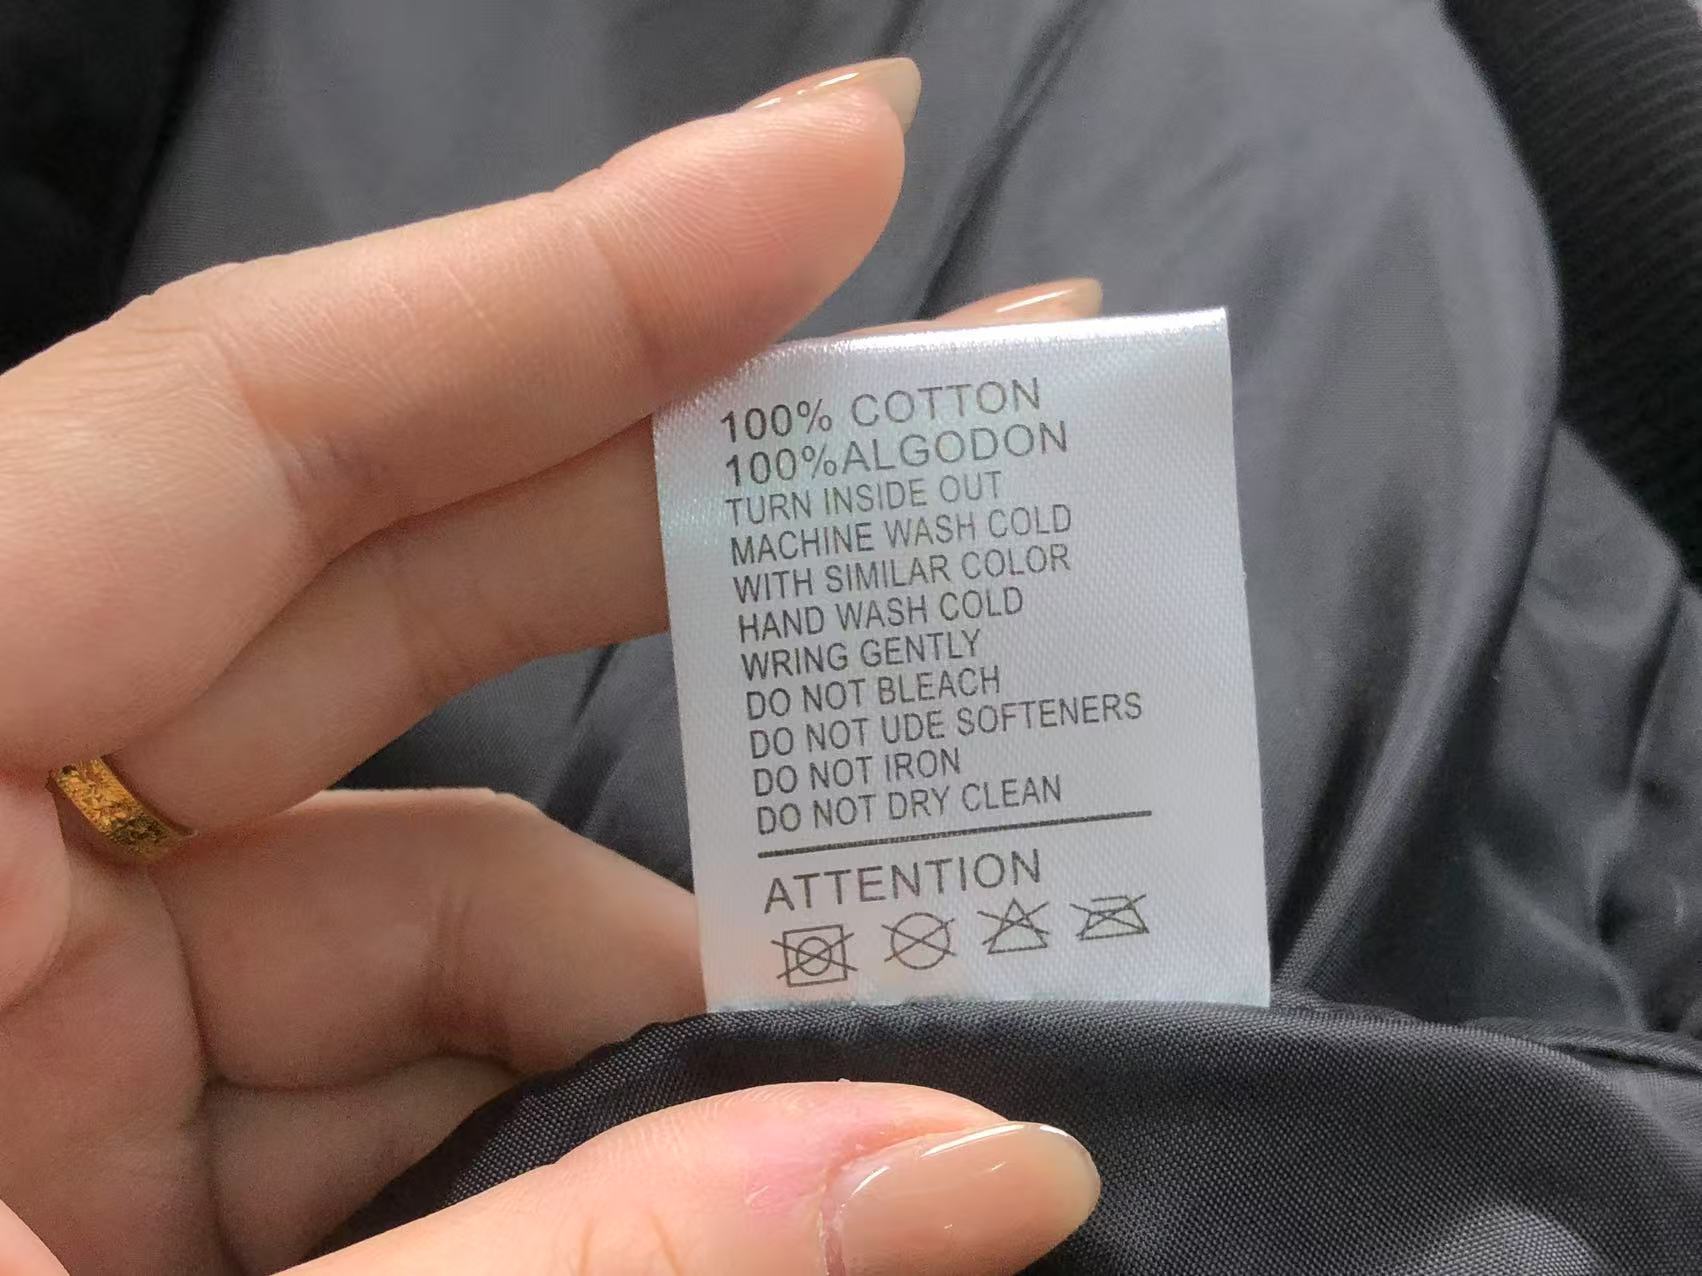 100% COTTON
100%ALGODON
TURN INSIDE OUT
MACHINE WASH COLD
WITH SIMILAR COLOR
HAND WASH COLD
WRING GENTLY
DO NOT BLEACH
DO NOT UDE SOFTENERS
DO NOT IRON
DO NOT DRY CLEAN
ATTENTION